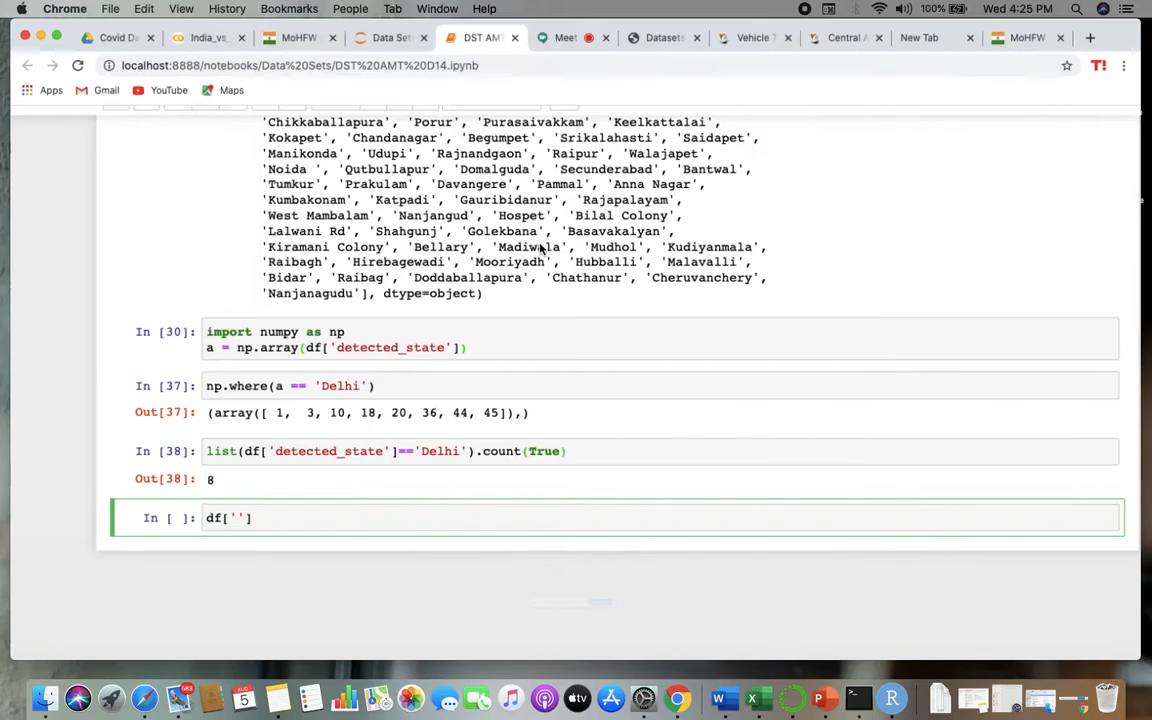 Chrome File Edit View History Bookmarks People Tab Window Help 100% Wed 4:25 PM
Covid Da India_vs_ MoHFW Data Set DST AMT Meet Datasets Vehicle T Central A New Tab MoHFW
localhost:8888/notebooks/Data%20Sets/DST%20AMT%20D14.ipynb T!
Apps Gmail YouTube Maps
'Chikkaballapura', 'Porur', 'Purasaivakkam', 'Keelkattalai',
'Kokapet', 'Chandanagar', 'Begumpet', 'Srikalahasti', 'Saidapet',
'Manikonda', 'Udupi', 'Rajnandgaon', 'Raipur', 'Walajapet',
'Noida ', 'Qutbullapur', 'Domalguda', 'Secunderabad', 'Bantwal',
'Tumkur', 'Prakulam', 'Davangere', 'Pammal', 'Anna Nagar',
'Kumbakonam', 'Katpadi', 'Gauribidanur', 'Rajapalayam',
'West Mambalam', 'Nanjangud', 'Hospet', 'Bilal Colony',
'Lalwani Rd', 'Shahgunj', 'Golekbana', 'Basavakalyan',
'Kiramani Colony', 'Bellary', 'Madiwala', 'Mudhol', 'Kudiyanmala',
'Raibagh', 'Hirebagewadi', 'Mooriyadh', 'Hubballi', 'Malavalli',
'Bidar', 'Raibag', 'Doddaballapura', 'Chathanur', 'Cheruvanchery',
'Nanjanagudu'], dtype=object)
In [30]: import numpy as np
a = np.array(df['detected_state'])
In [37]: np.where(a == 'Delhi')
Out[37]: (array([ 1, 3, 10, 18, 20, 36, 44, 45]),)
In [38]: list(df['detected_state']=='Delhi').count(True)
Out[38]: 8
In [ ]: df['']
583 AUG 5 tv W X P >_ R